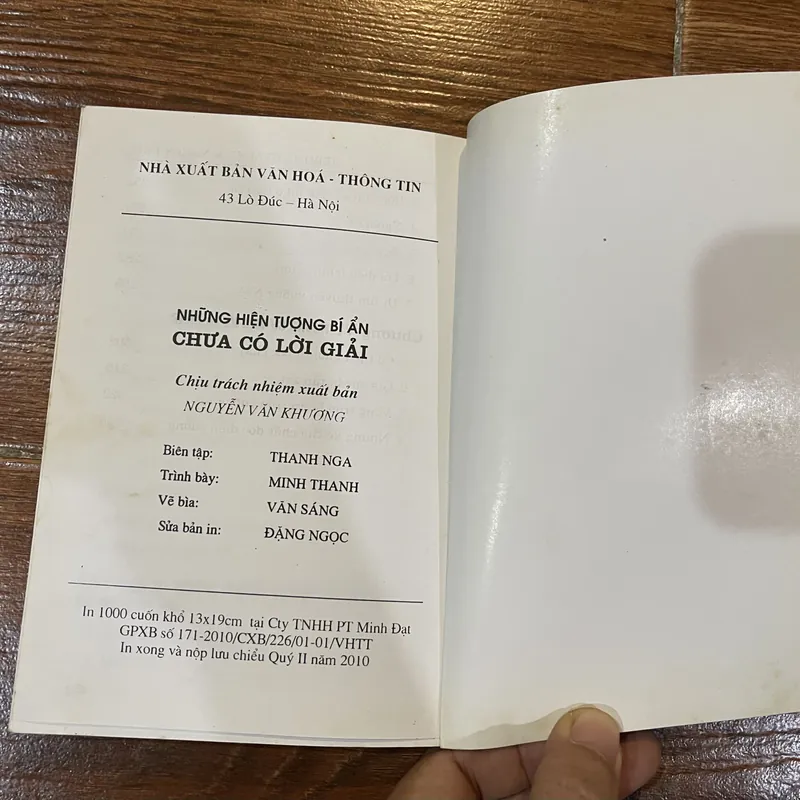 NHÀ XUẤT BẢN VĂN HOÁ - THÔNG TIN
43 Lò Đúc – Hà Nội
NHỮNG HIỆN TƯỢNG BÍ ẨN
CHƯA CÓ LỜI GIẢI
Chịu trách nhiệm xuất bản
NGUYỄN VĂN KHƯƠNG
Biên tập: THANH NGA
Trình bày: MINH THANH
Vẽ bìa: VĂN SÁNG
Sửa bản in: ĐẶNG NGỌC
In 1000 cuốn khổ 13x19cm tại Cty TNHH PT Minh Đạt
GPXB số 171-2010/CXB/226/01-01/VHTT
In xong và nộp lưu chiểu Quý II năm 2010